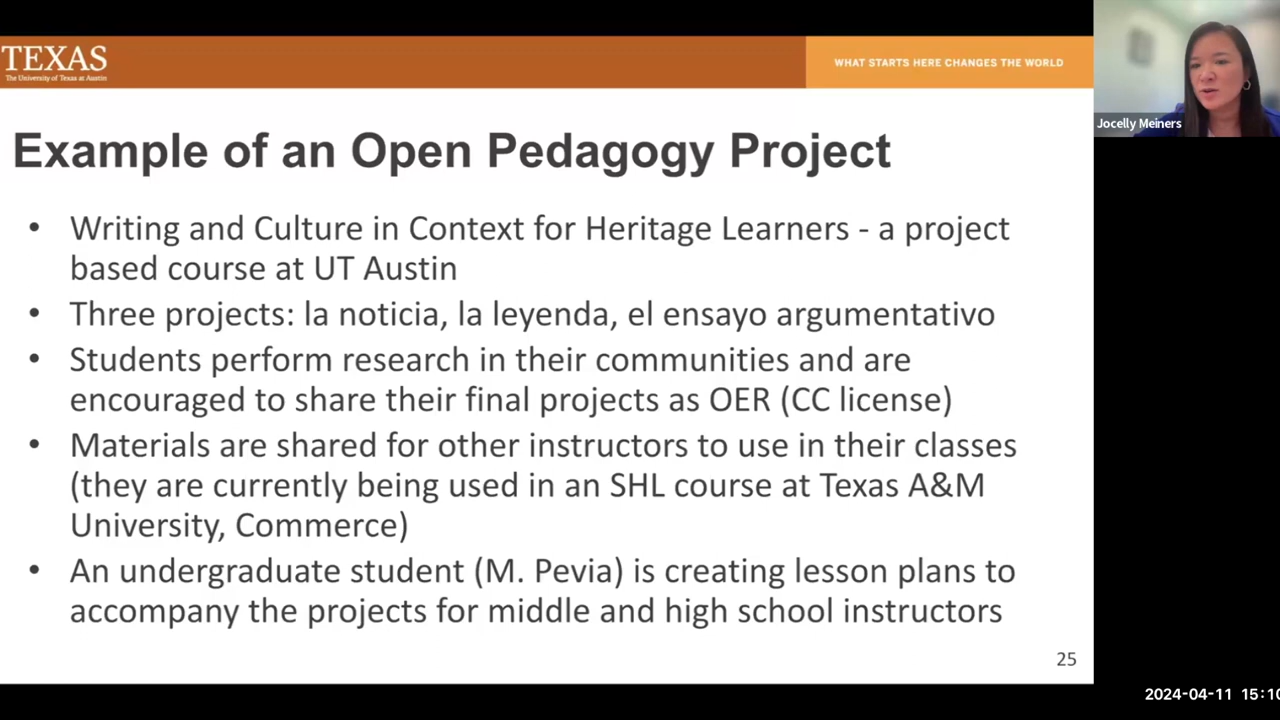 TEXAS
The University of Texas at Austin
WHAT STARTS HERE CHANGES THE WORLD
Jocelly Meiners
Example of an Open Pedagogy Project
• Writing and Culture in Context for Heritage Learners - a project
based course at UT Austin
• Three projects: la noticia, la leyenda, el ensayo argumentativo
• Students perform research in their communities and are
encouraged to share their final projects as OER (CC license)
• Materials are shared for other instructors to use in their classes
(they are currently being used in an SHL course at Texas A&M
University, Commerce)
• An undergraduate student (M. Pevia) is creating lesson plans to
accompany the projects for middle and high school instructors
25
2024-04-11 15:10